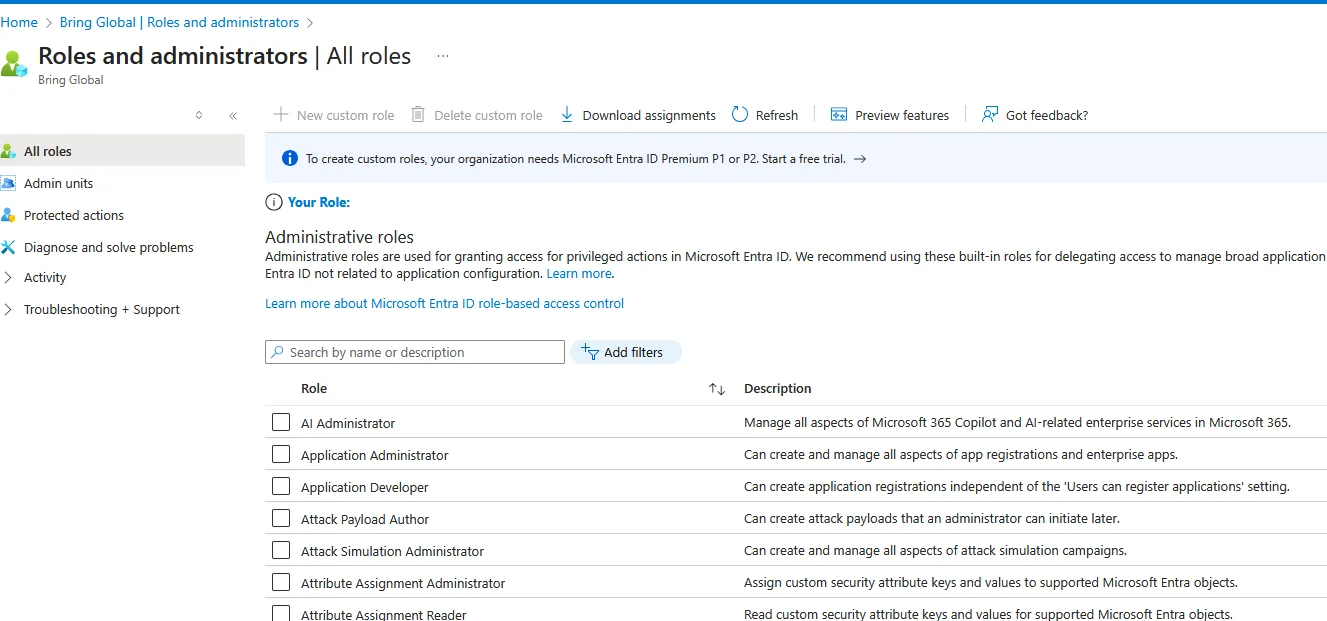 Home > Bring Global | Roles and administrators >
Roles and administrators | All roles ...
Bring Global
«
New custom role Delete custom role Download assignments Refresh Preview features Got feedback?
All roles
Admin units
Protected actions
Diagnose and solve problems
Activity
Troubleshooting + Support
To create custom roles, your organization needs Microsoft Entra ID Premium P1 or P2. Start a free trial. →
Your Role:
Administrative roles
Administrative roles are used for granting access for privileged actions in Microsoft Entra ID. We recommend using these built-in roles for delegating access to manage broad application
Entra ID not related to application configuration. Learn more.
Learn more about Microsoft Entra ID role-based access control
Search by name or description Add filters
Role Description
AI Administrator Manage all aspects of Microsoft 365 Copilot and AI-related enterprise services in Microsoft 365.
Application Administrator Can create and manage all aspects of app registrations and enterprise apps.
Application Developer Can create application registrations independent of the 'Users can register applications' setting.
Attack Payload Author Can create attack payloads that an administrator can initiate later.
Attack Simulation Administrator Can create and manage all aspects of attack simulation campaigns.
Attribute Assignment Administrator Assign custom security attribute keys and values to supported Microsoft Entra objects.
Attribute Assignment Reader Read custom security attribute keys and values for supported Microsoft Entra objects.